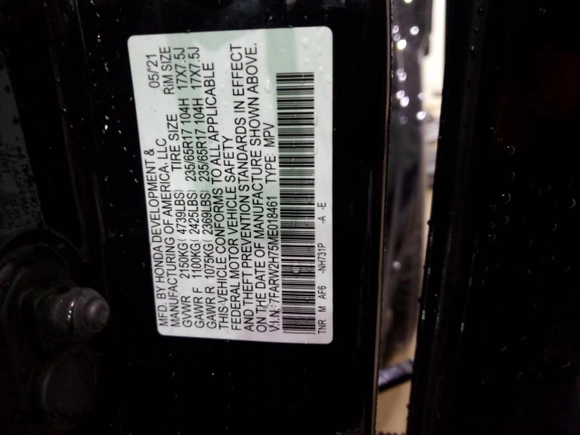 MFD. BY HONDA DEVELOPMENT & 05/21
MANUFACTURING OF AMERICA, LLC TIRE SIZE RIM SIZE
GVWR 2150KG( 4739LBS) 235/65R17 104H 17X7.5J
GAWR F 1100KG( 2425LBS) 235/65R17 104H 17X7.5J
GAWR R 1075KG( 2369LBS)
THIS VEHICLE CONFORMS TO ALL APPLICABLE
FEDERAL MOTOR VEHICLE SAFETY
AND THEFT PREVENTION STANDARDS IN EFFECT
ON THE DATE OF MANUFACTURE SHOWN ABOVE.
V.I.N.: 7FARW2H75ME018461 TYPE: MPV
TNR M AF6 -NH731P -A -E